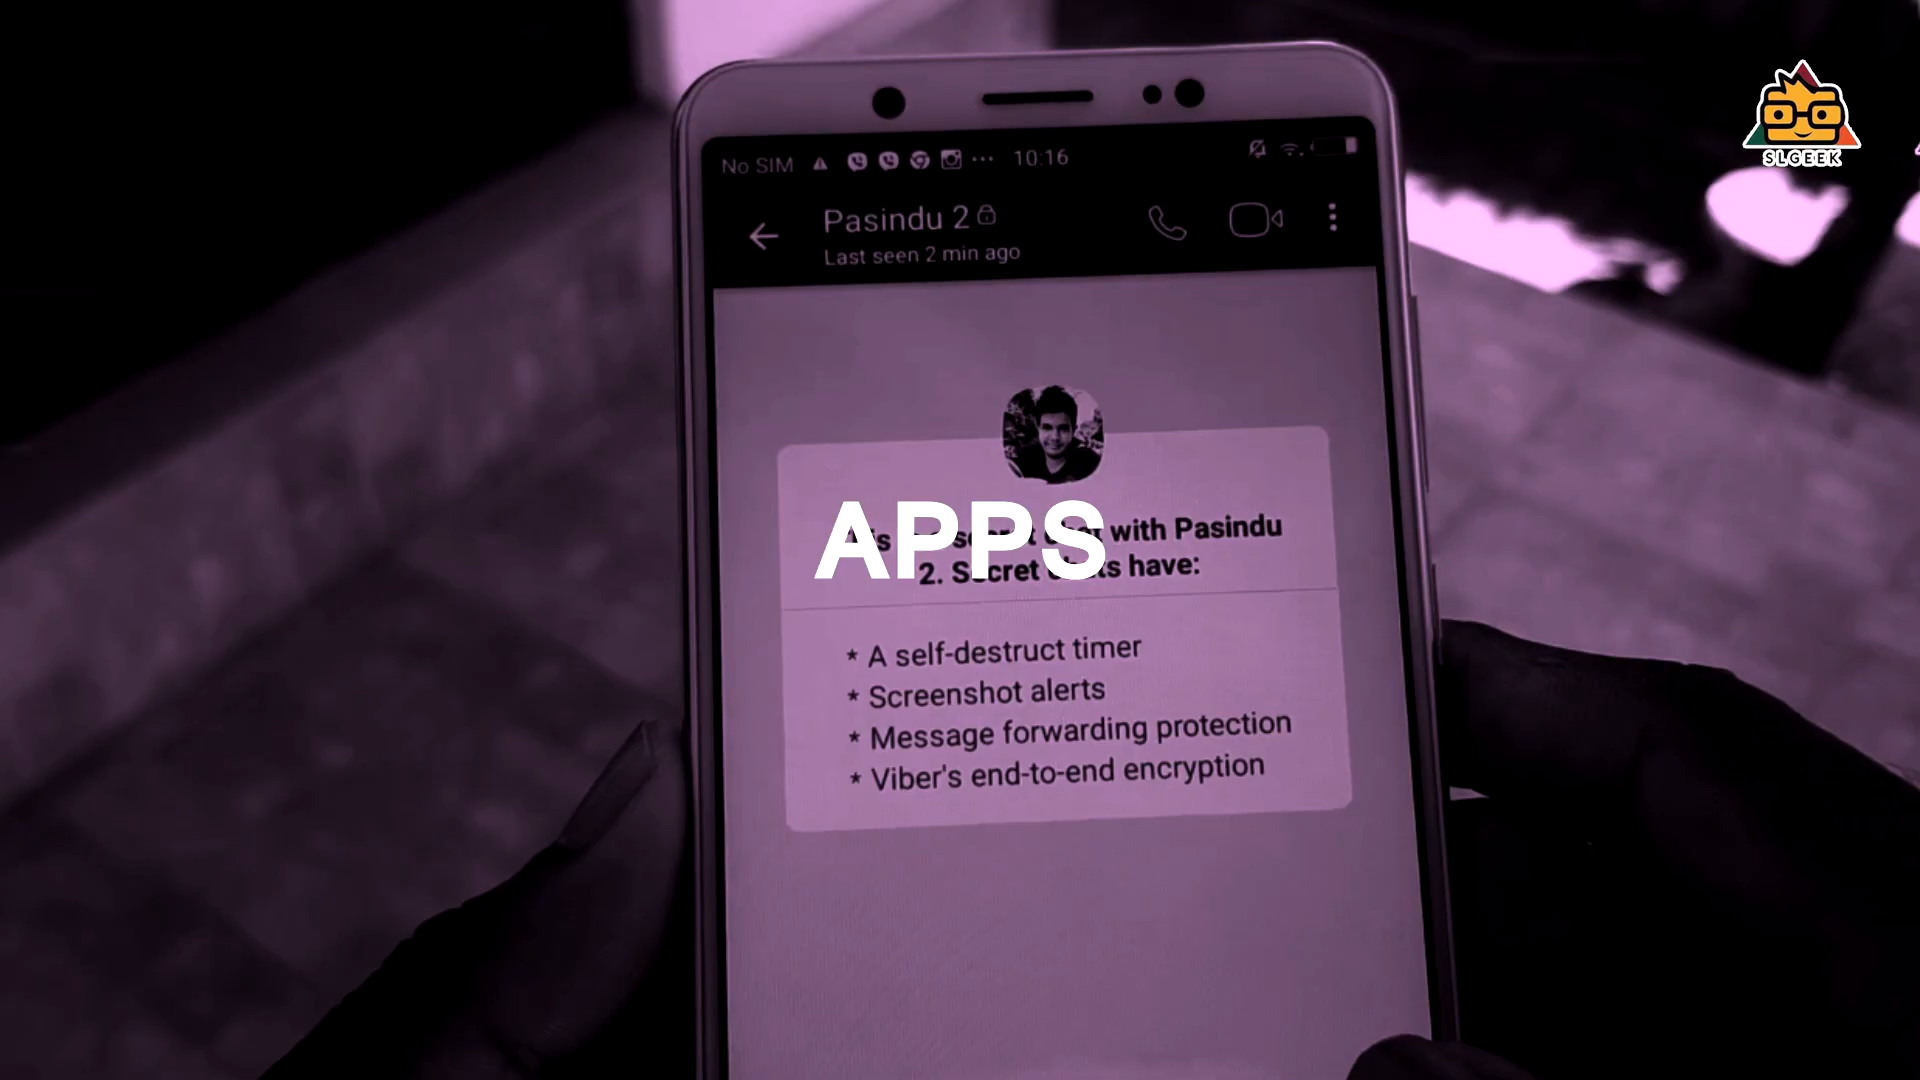 SLGEEK
No SIM
10:16
Pasindu 2
Last seen 2 min ago
APPS
with Pasindu
2. Secret have:
* A self-destruct timer
* Screenshot alerts
* Message forwarding protection
* Viber's end-to-end encryption